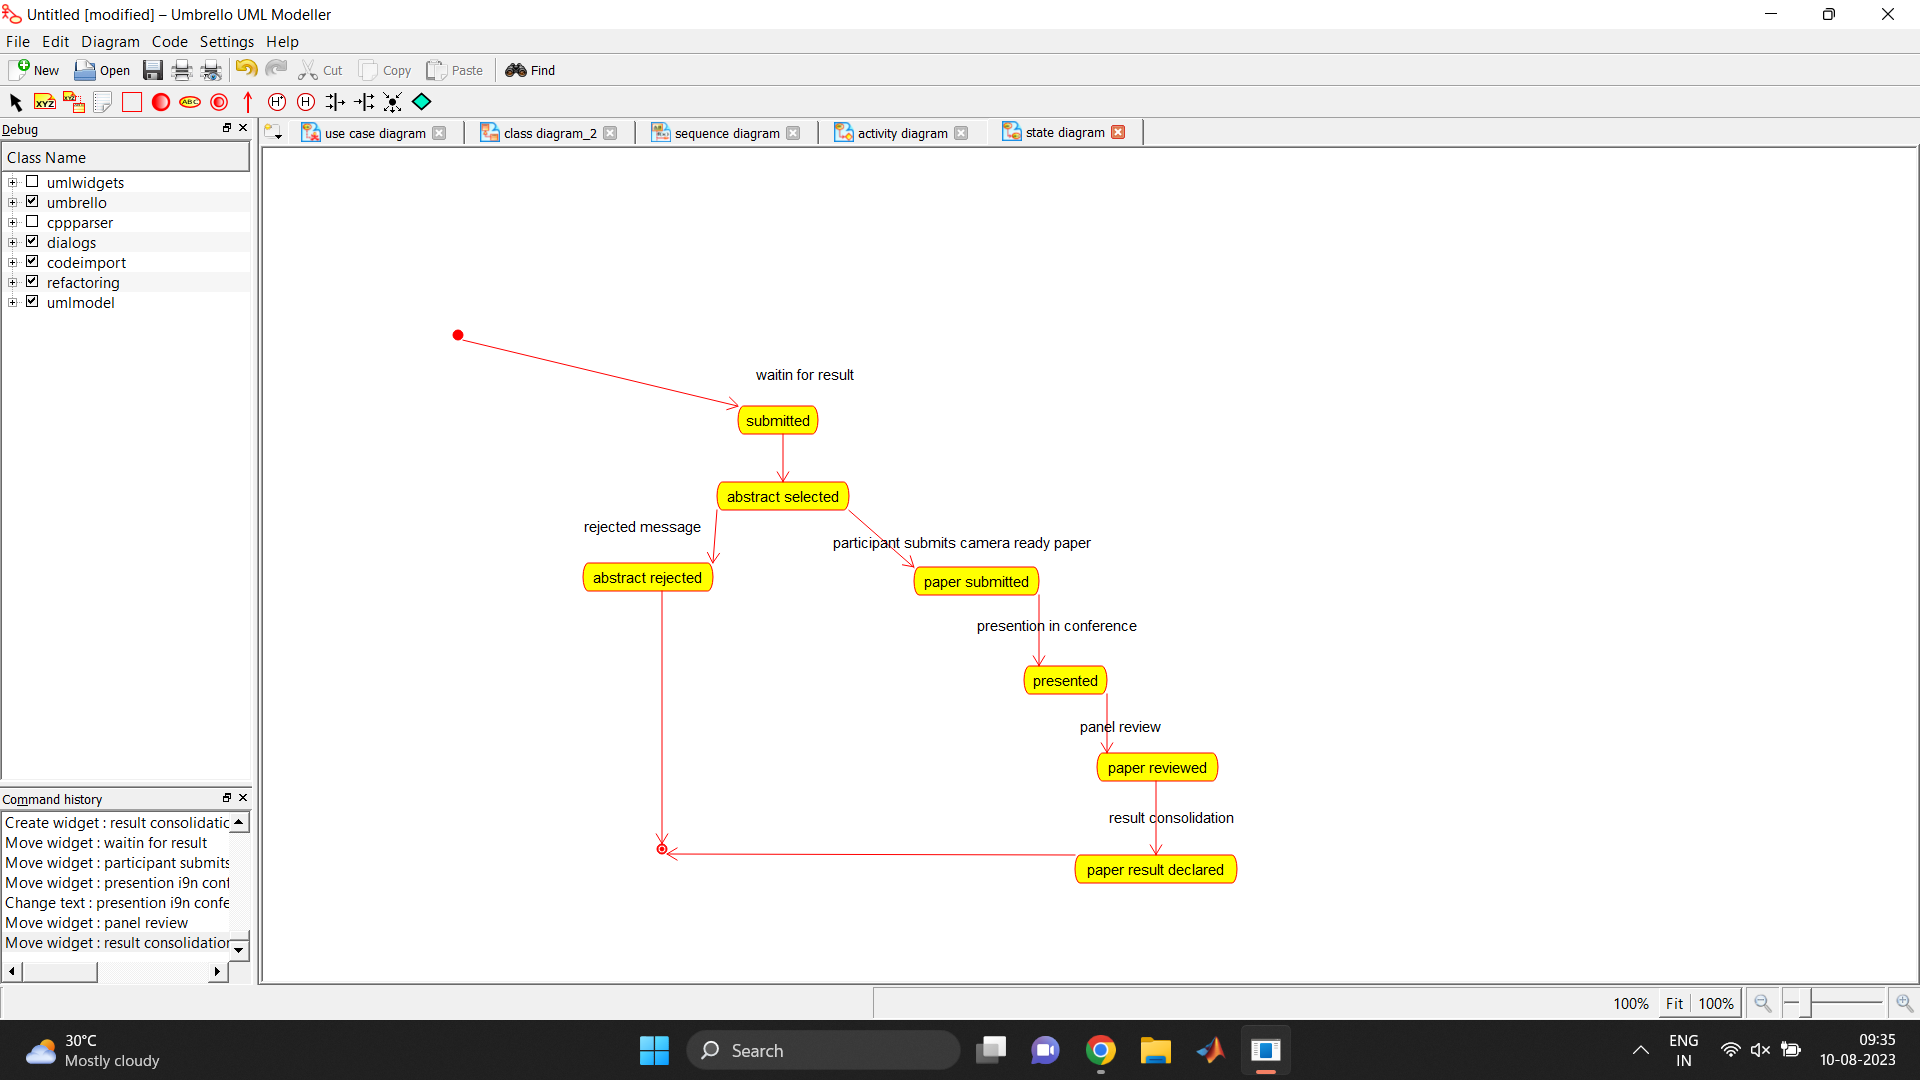 Untitled [modified] – Umbrello UML Modeller
File Edit Diagram Code Settings Help
New Open Cut Copy Paste Find
XYZ XYZ ABC H* H
Debug
use case diagram class diagram_2 sequence diagram activity diagram state diagram
Class Name
umlwidgets
umbrello
cppparser
dialogs
codeimport
refactoring
umlmodel
waitin for result
submitted
abstract selected
rejected message
participant submits camera ready paper
abstract rejected
paper submitted
presention in conference
presented
panel review
paper reviewed
result consolidation
paper result declared
Command history
Create widget : result consolidatic
Move widget : waitin for result
Move widget : participant submits
Move widget : presention i9n conf
Change text : presention i9n confe
Move widget : panel review
Move widget : result consolidation
100% Fit 100%
30°C
Mostly cloudy
Search
ENG
IN
09:35
10-08-2023